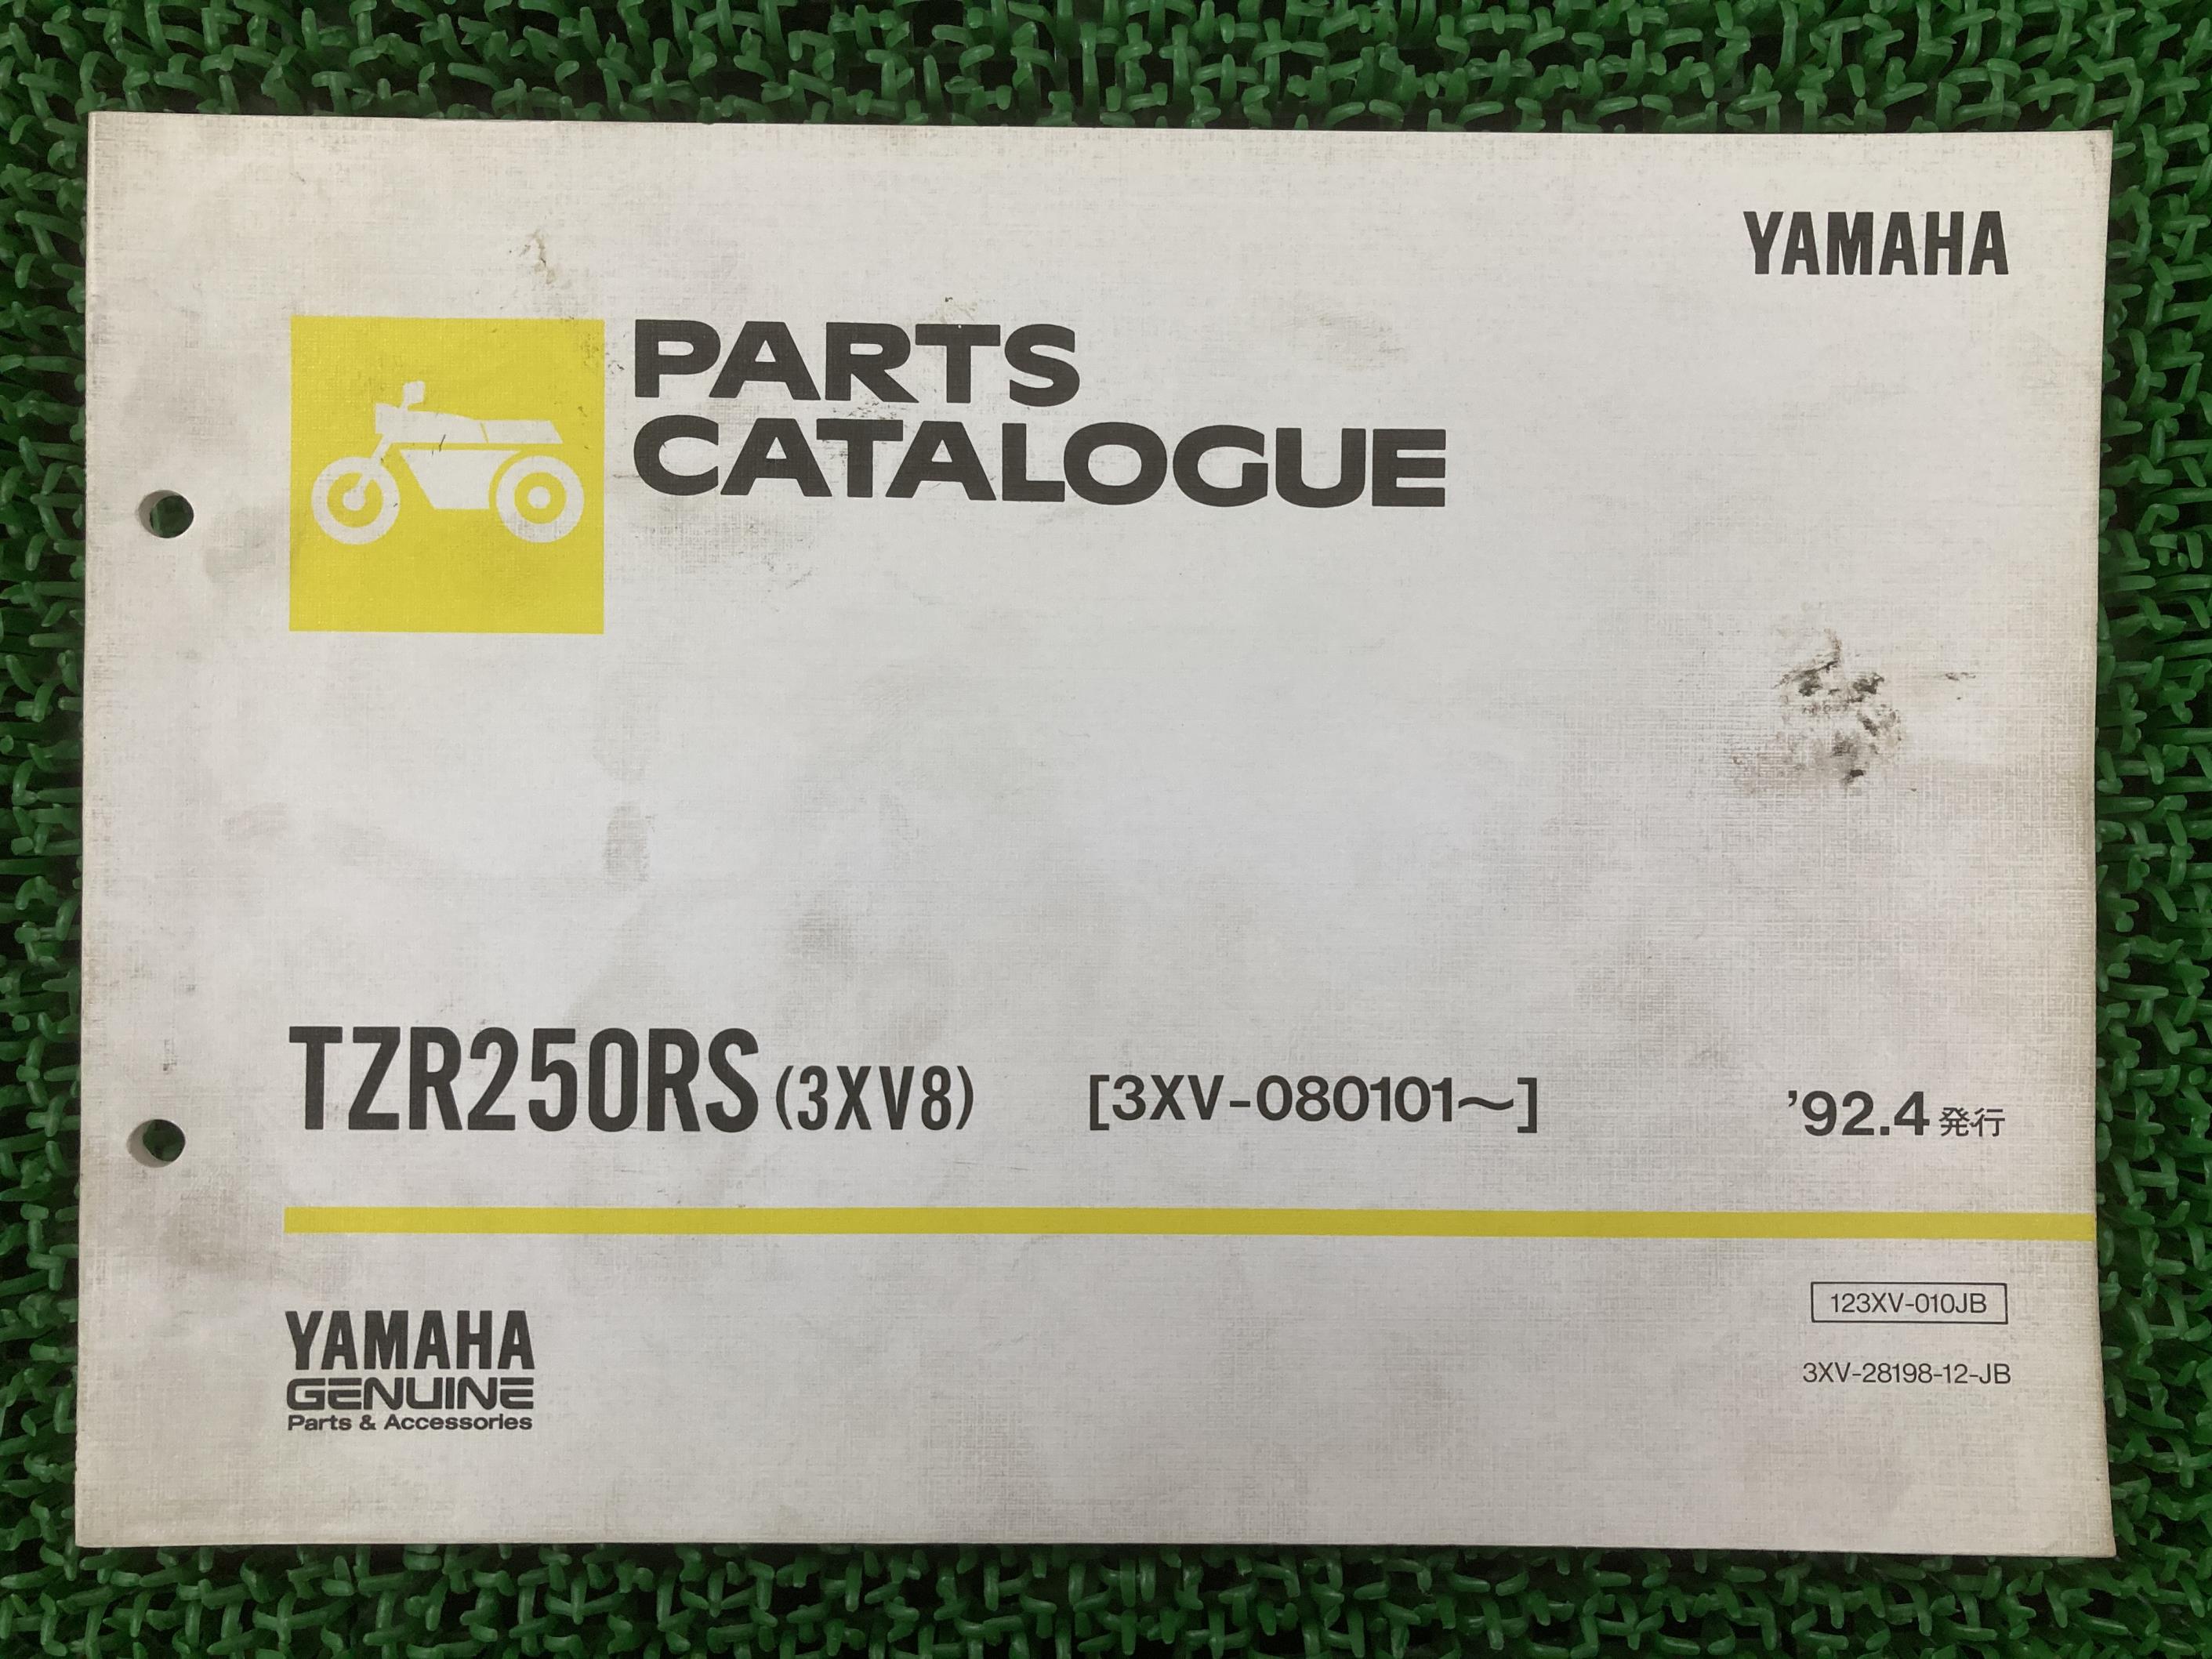 YAMAHA
PARTS
CATALOGUE
TZR250RS (3XV8) [3XV-080101〜] '92.4 発行
123XV-010JB
3XV-28198-12-JB
YAMAHA
GENUINE
Parts & Accessories